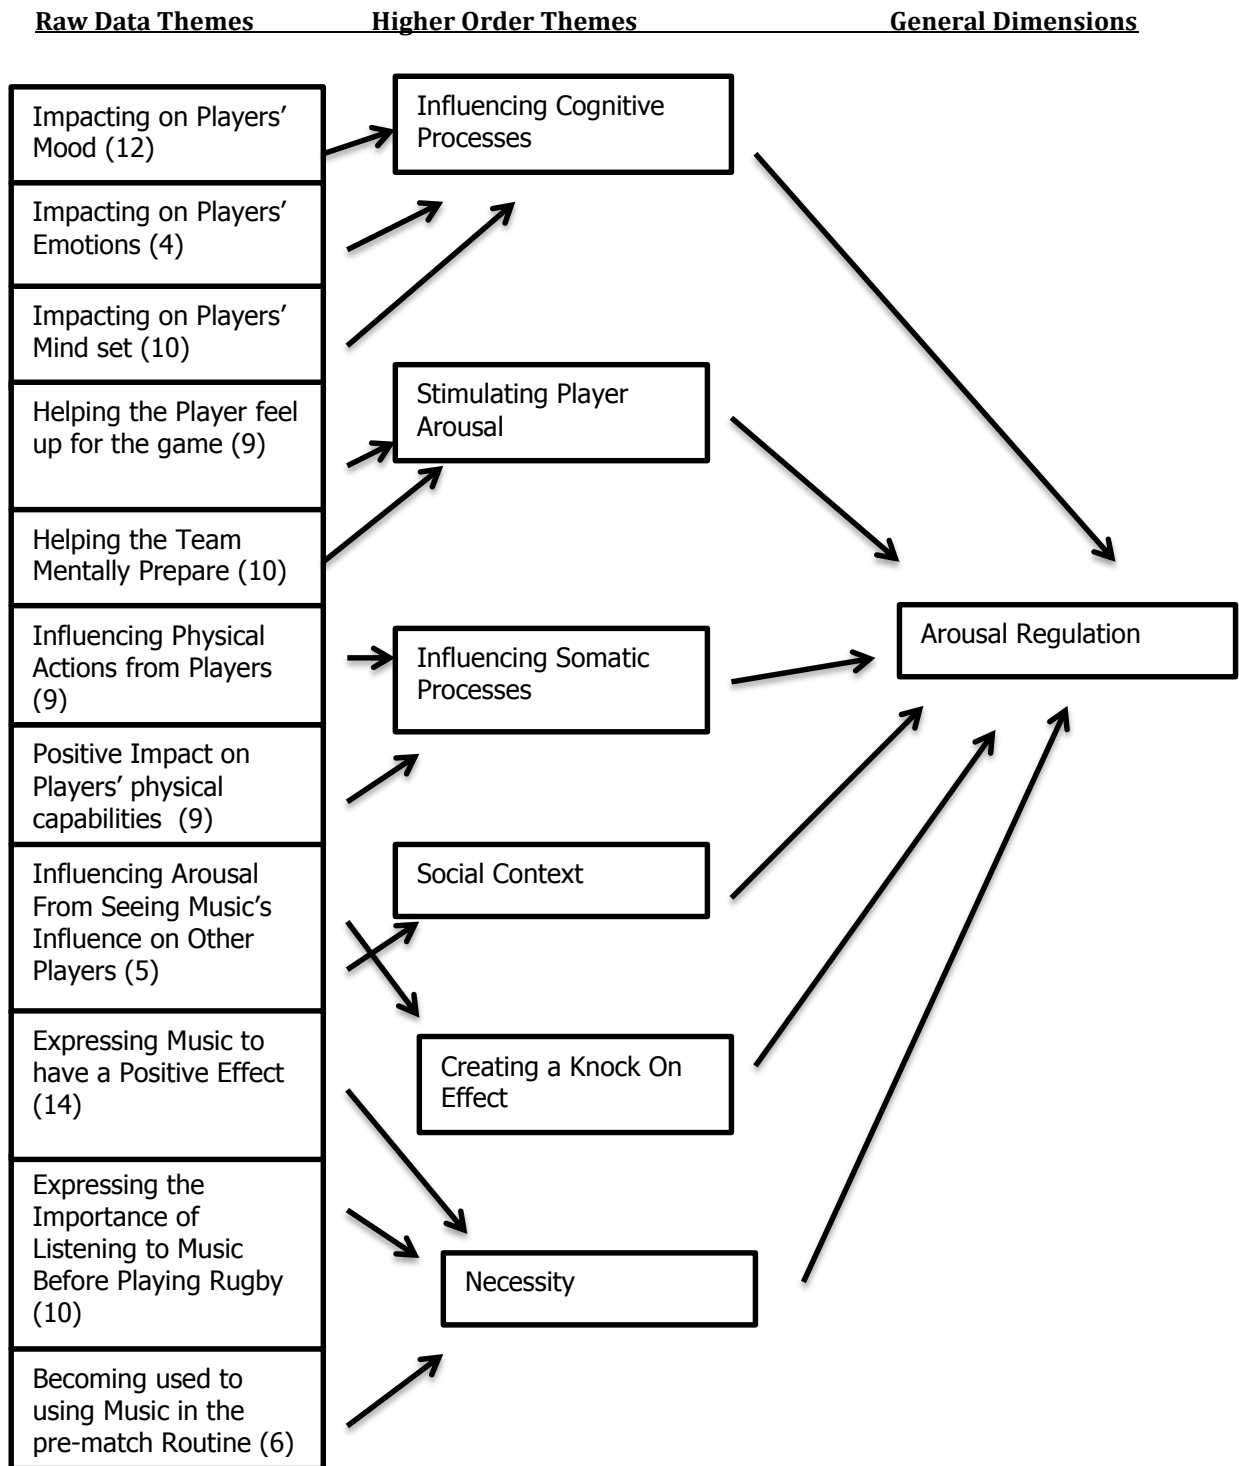 Raw Data Themes Higher Order Themes General Dimensions
Impacting on Players’
Mood (12)
Impacting on Players’
Emotions (4)
Impacting on Players’
Mind set (10)
Helping the Player feel
up for the game (9)
Helping the Team
Mentally Prepare (10)
Influencing Physical
Actions from Players
(9)
Positive Impact on
Players’ physical
capabilities (9)
Influencing Arousal
From Seeing Music’s
Influence on Other
Players (5)
Expressing Music to
have a Positive Effect
(14)
Expressing the
Importance of
Listening to Music
Before Playing Rugby
(10)
Becoming used to
using Music in the
pre-match Routine (6)
Influencing Cognitive
Processes
Stimulating Player
Arousal
Influencing Somatic
Processes
Social Context
Creating a Knock On
Effect
Necessity
Arousal Regulation